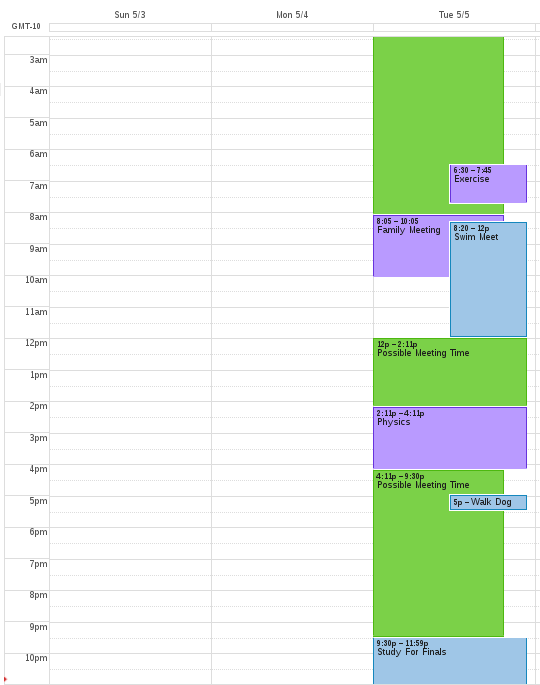 Sun 5/3
Mon 5/4
Tue 5/5
GMT-10
3am
4am
5am
6am
6:30 – 7:45
Exercise
7am
8am
8:05 – 10:05
Family Meeting
8:20 – 12p
Swim Meet
9am
10am
11am
12pm
12p – 2:11p
Possible Meeting Time
1pm
2pm
2:11p – 4:11p
Physics
3pm
4pm
4:11p – 9:30p
Possible Meeting Time
5pm
5p – Walk Dog
6pm
7pm
8pm
9pm
9:30p – 11:59p
Study For Finals
10pm